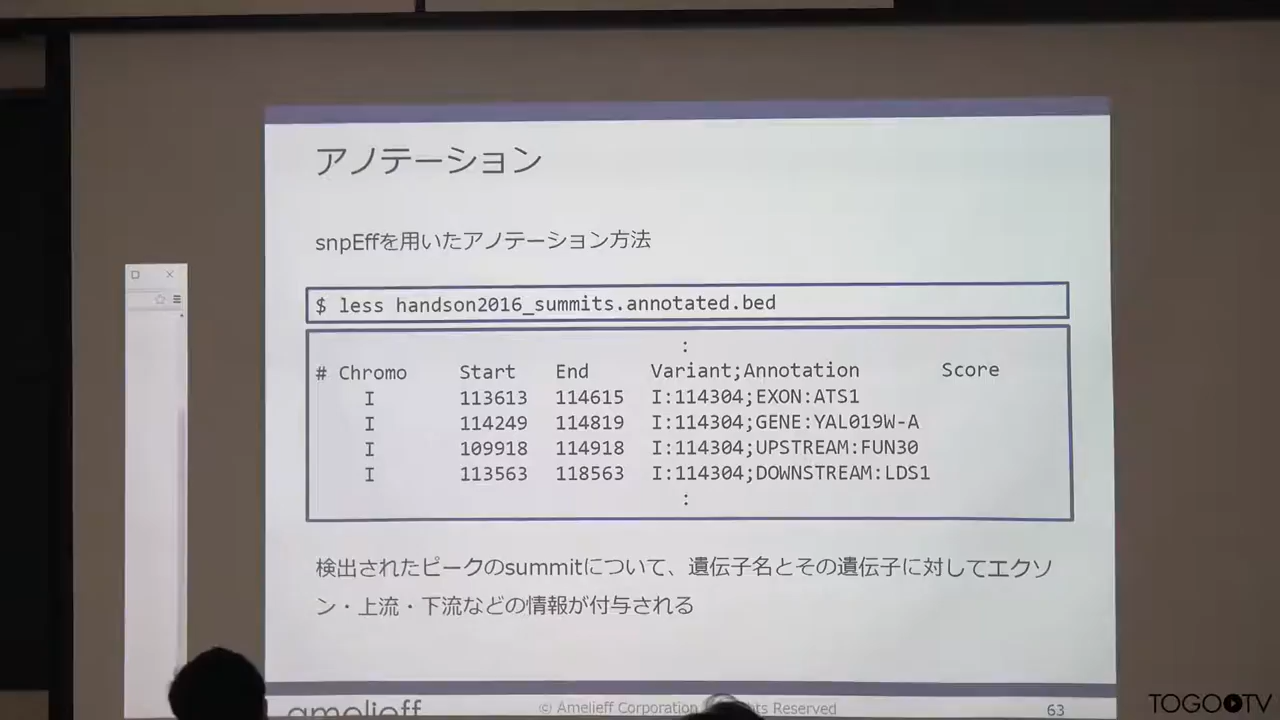 アノテーション
snpEffを用いたアノテーション方法
$ less handson2016_summits.annotated.bed
:
# Chromo Start End Variant;Annotation Score
I 113613 114615 I:114304;EXON:ATS1
I 114249 114819 I:114304;GENE:YAL019W-A
I 109918 114918 I:114304;UPSTREAM:FUN30
I 113563 118563 I:114304;DOWNSTREAM:LDS1
:
検出されたピークのsummitについて、遺伝子名とその遺伝子に対してエクソ
ン・上流・下流などの情報が付与される
amelieff © Amelieff Corporation Reserved 63
TOGOTV